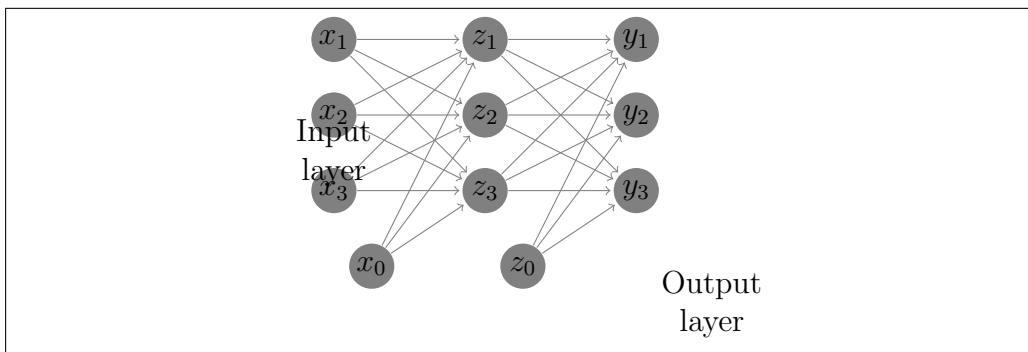 x₁ z₁ y₁
x₂ z₂ y₂
Input
layer
x₃ z₃ y₃
x₀ z₀
Output
layer